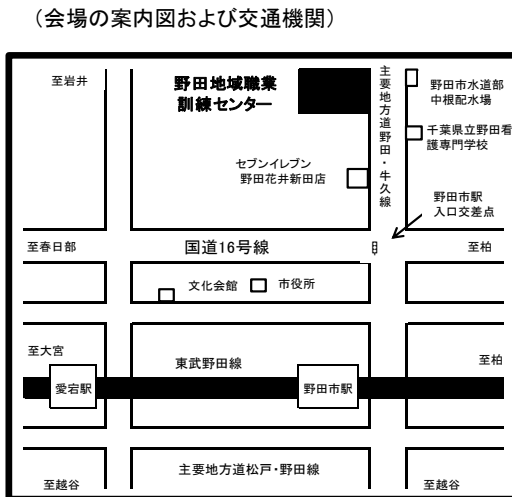 （会場の案内図および交通機関）
至岩井
野田地域職業
訓練センター
主要地方道野田・牛久線
野田市水道部
中根配水場
千葉県立野田看
護専門学校
セブンイレブン
野田花井新田店
野田市駅
入口交差点
至春日部
国道16号線
至柏
文化会館
市役所
至大宮
東武野田線
至柏
愛宕駅
野田市駅
主要地方道松戸・野田線
至越谷
至越谷